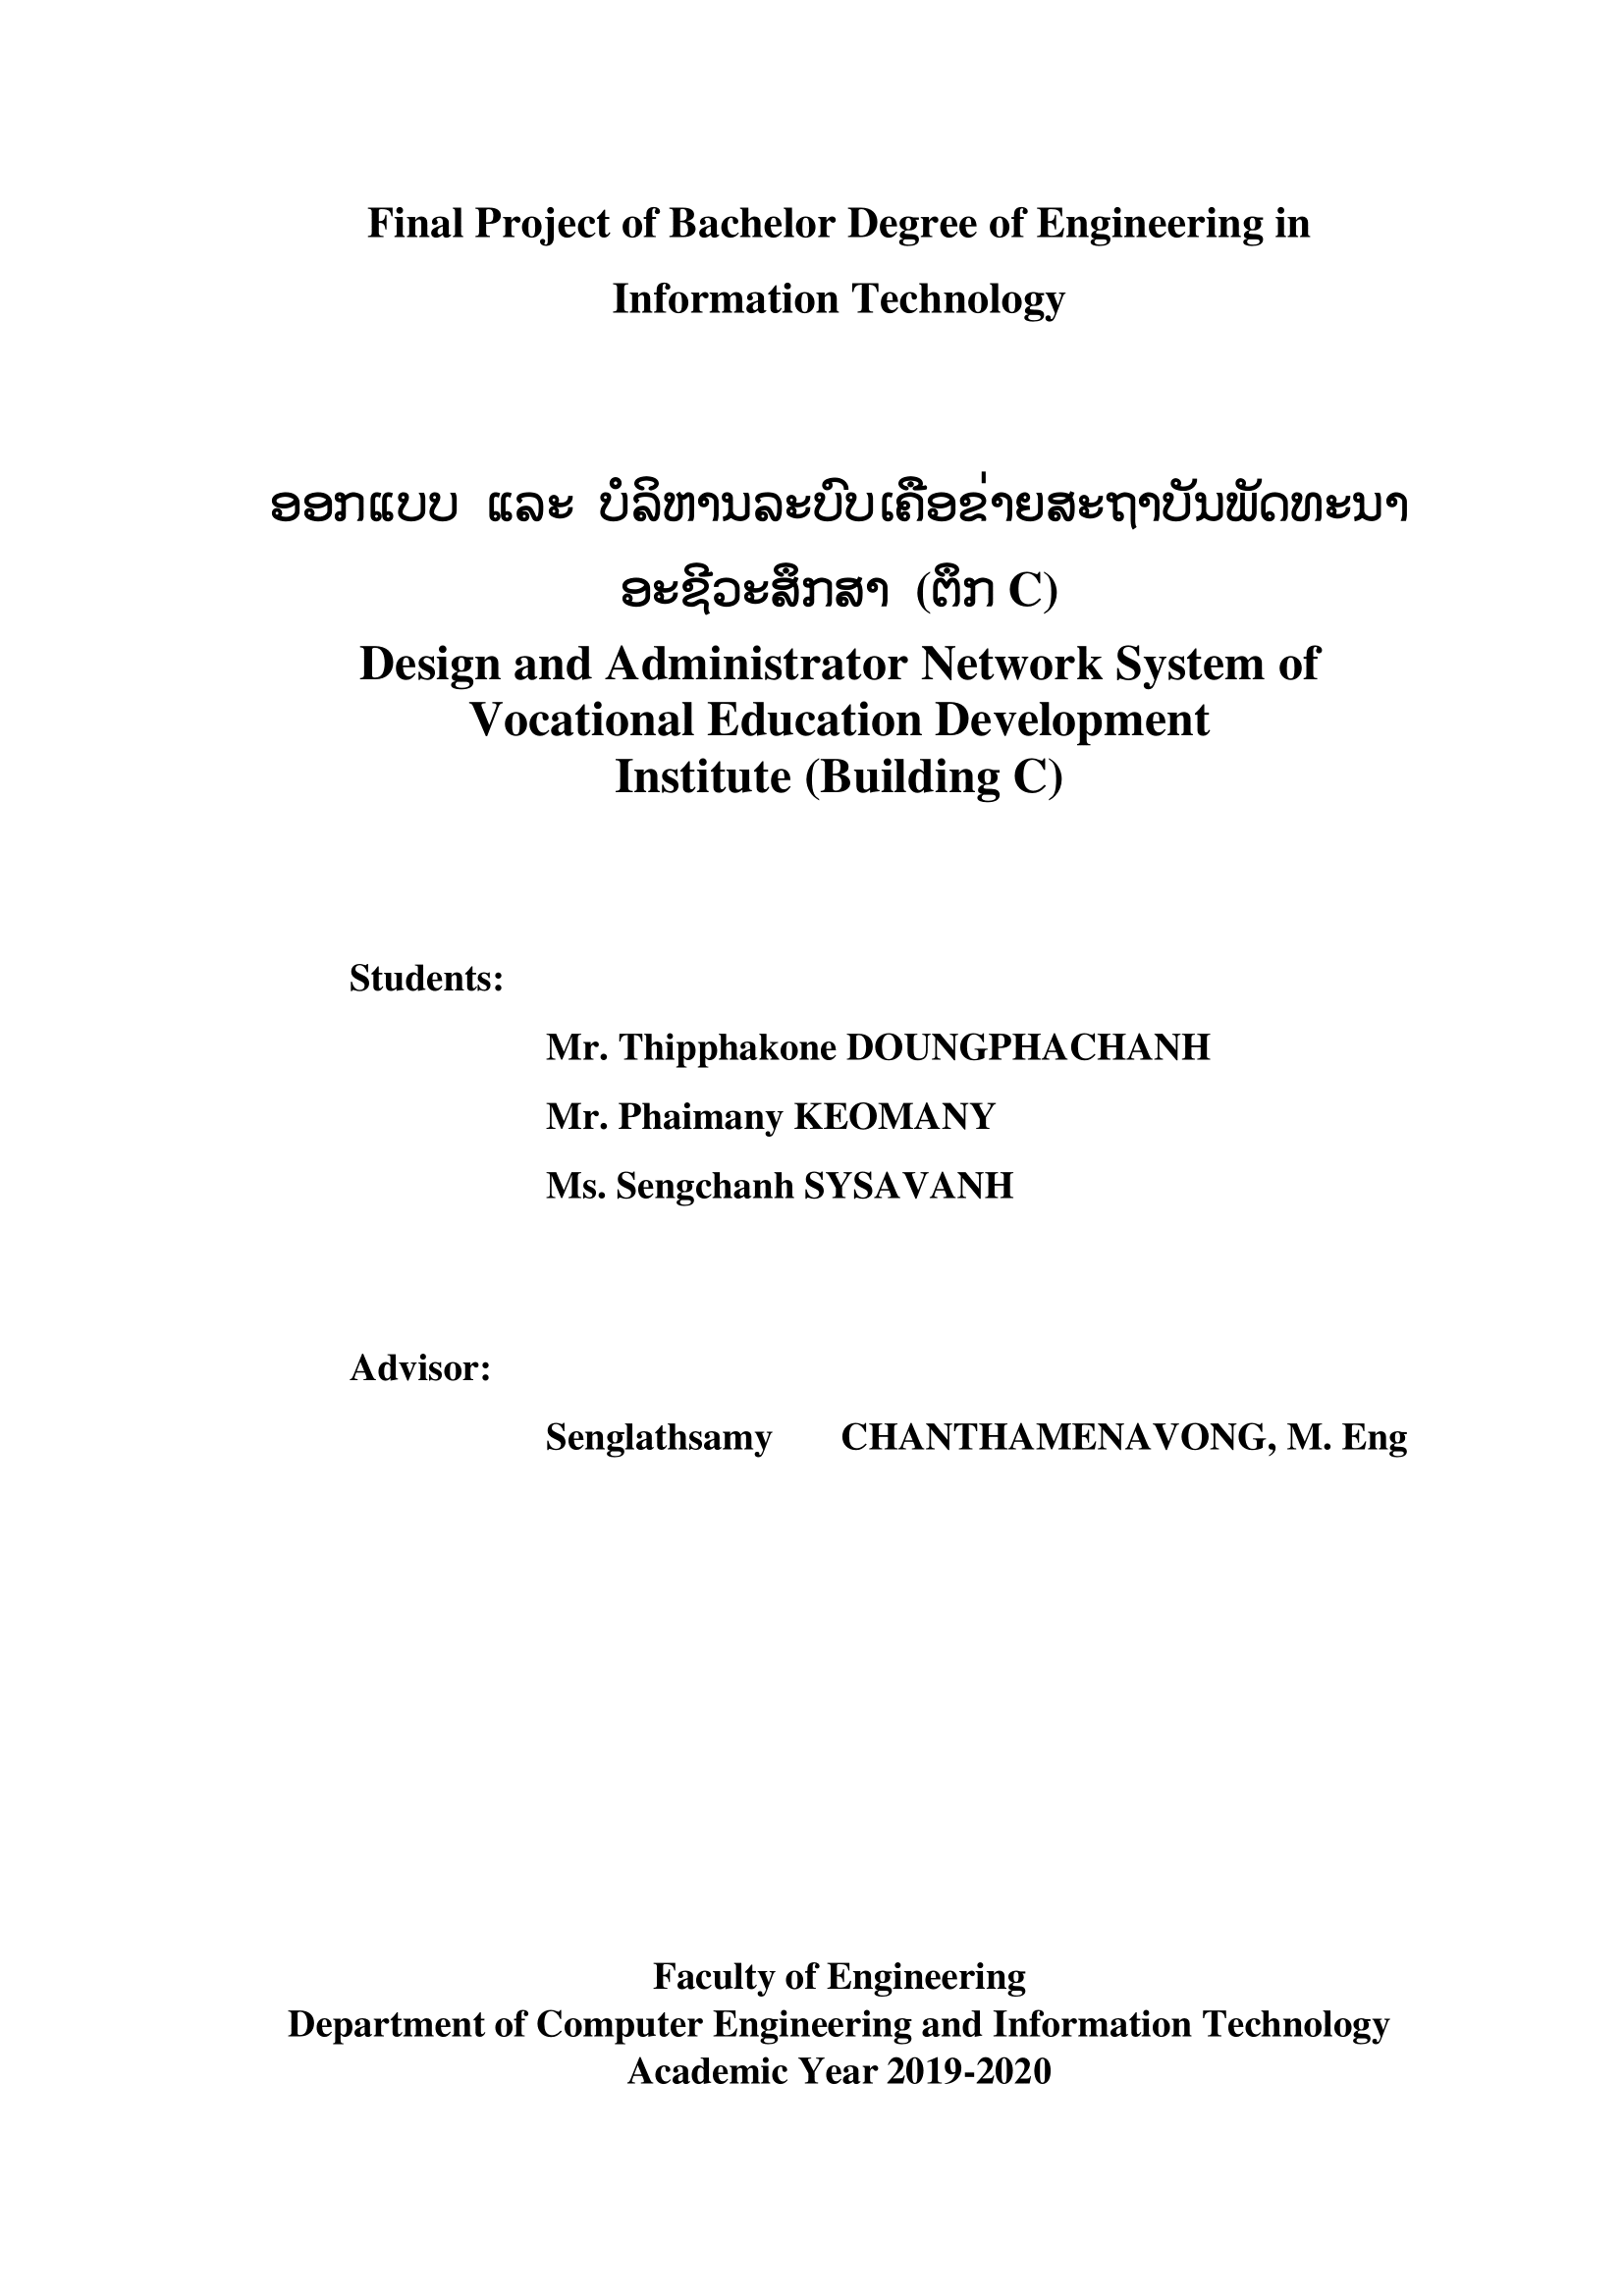 Final Project of Bachelor Degree of Engineering in
Information Technology
ອອກແບບ ແລະ ບໍລິຫານລະບົບເຄືອຂ່າຍສະຖາບັນພັດທະນາ
ອະຊີວະສຶກສາ (ຕຶກ C)
Design and Administrator Network System of
Vocational Education Development
Institute (Building C)
Students:
Mr. Thipphakone DOUNGPHACHANH
Mr. Phaimany KEOMANY
Ms. Sengchanh SYSAVANH
Advisor:
Senglathsamy CHANTHAMENAVONG, M. Eng
Faculty of Engineering
Department of Computer Engineering and Information Technology
Academic Year 2019-2020